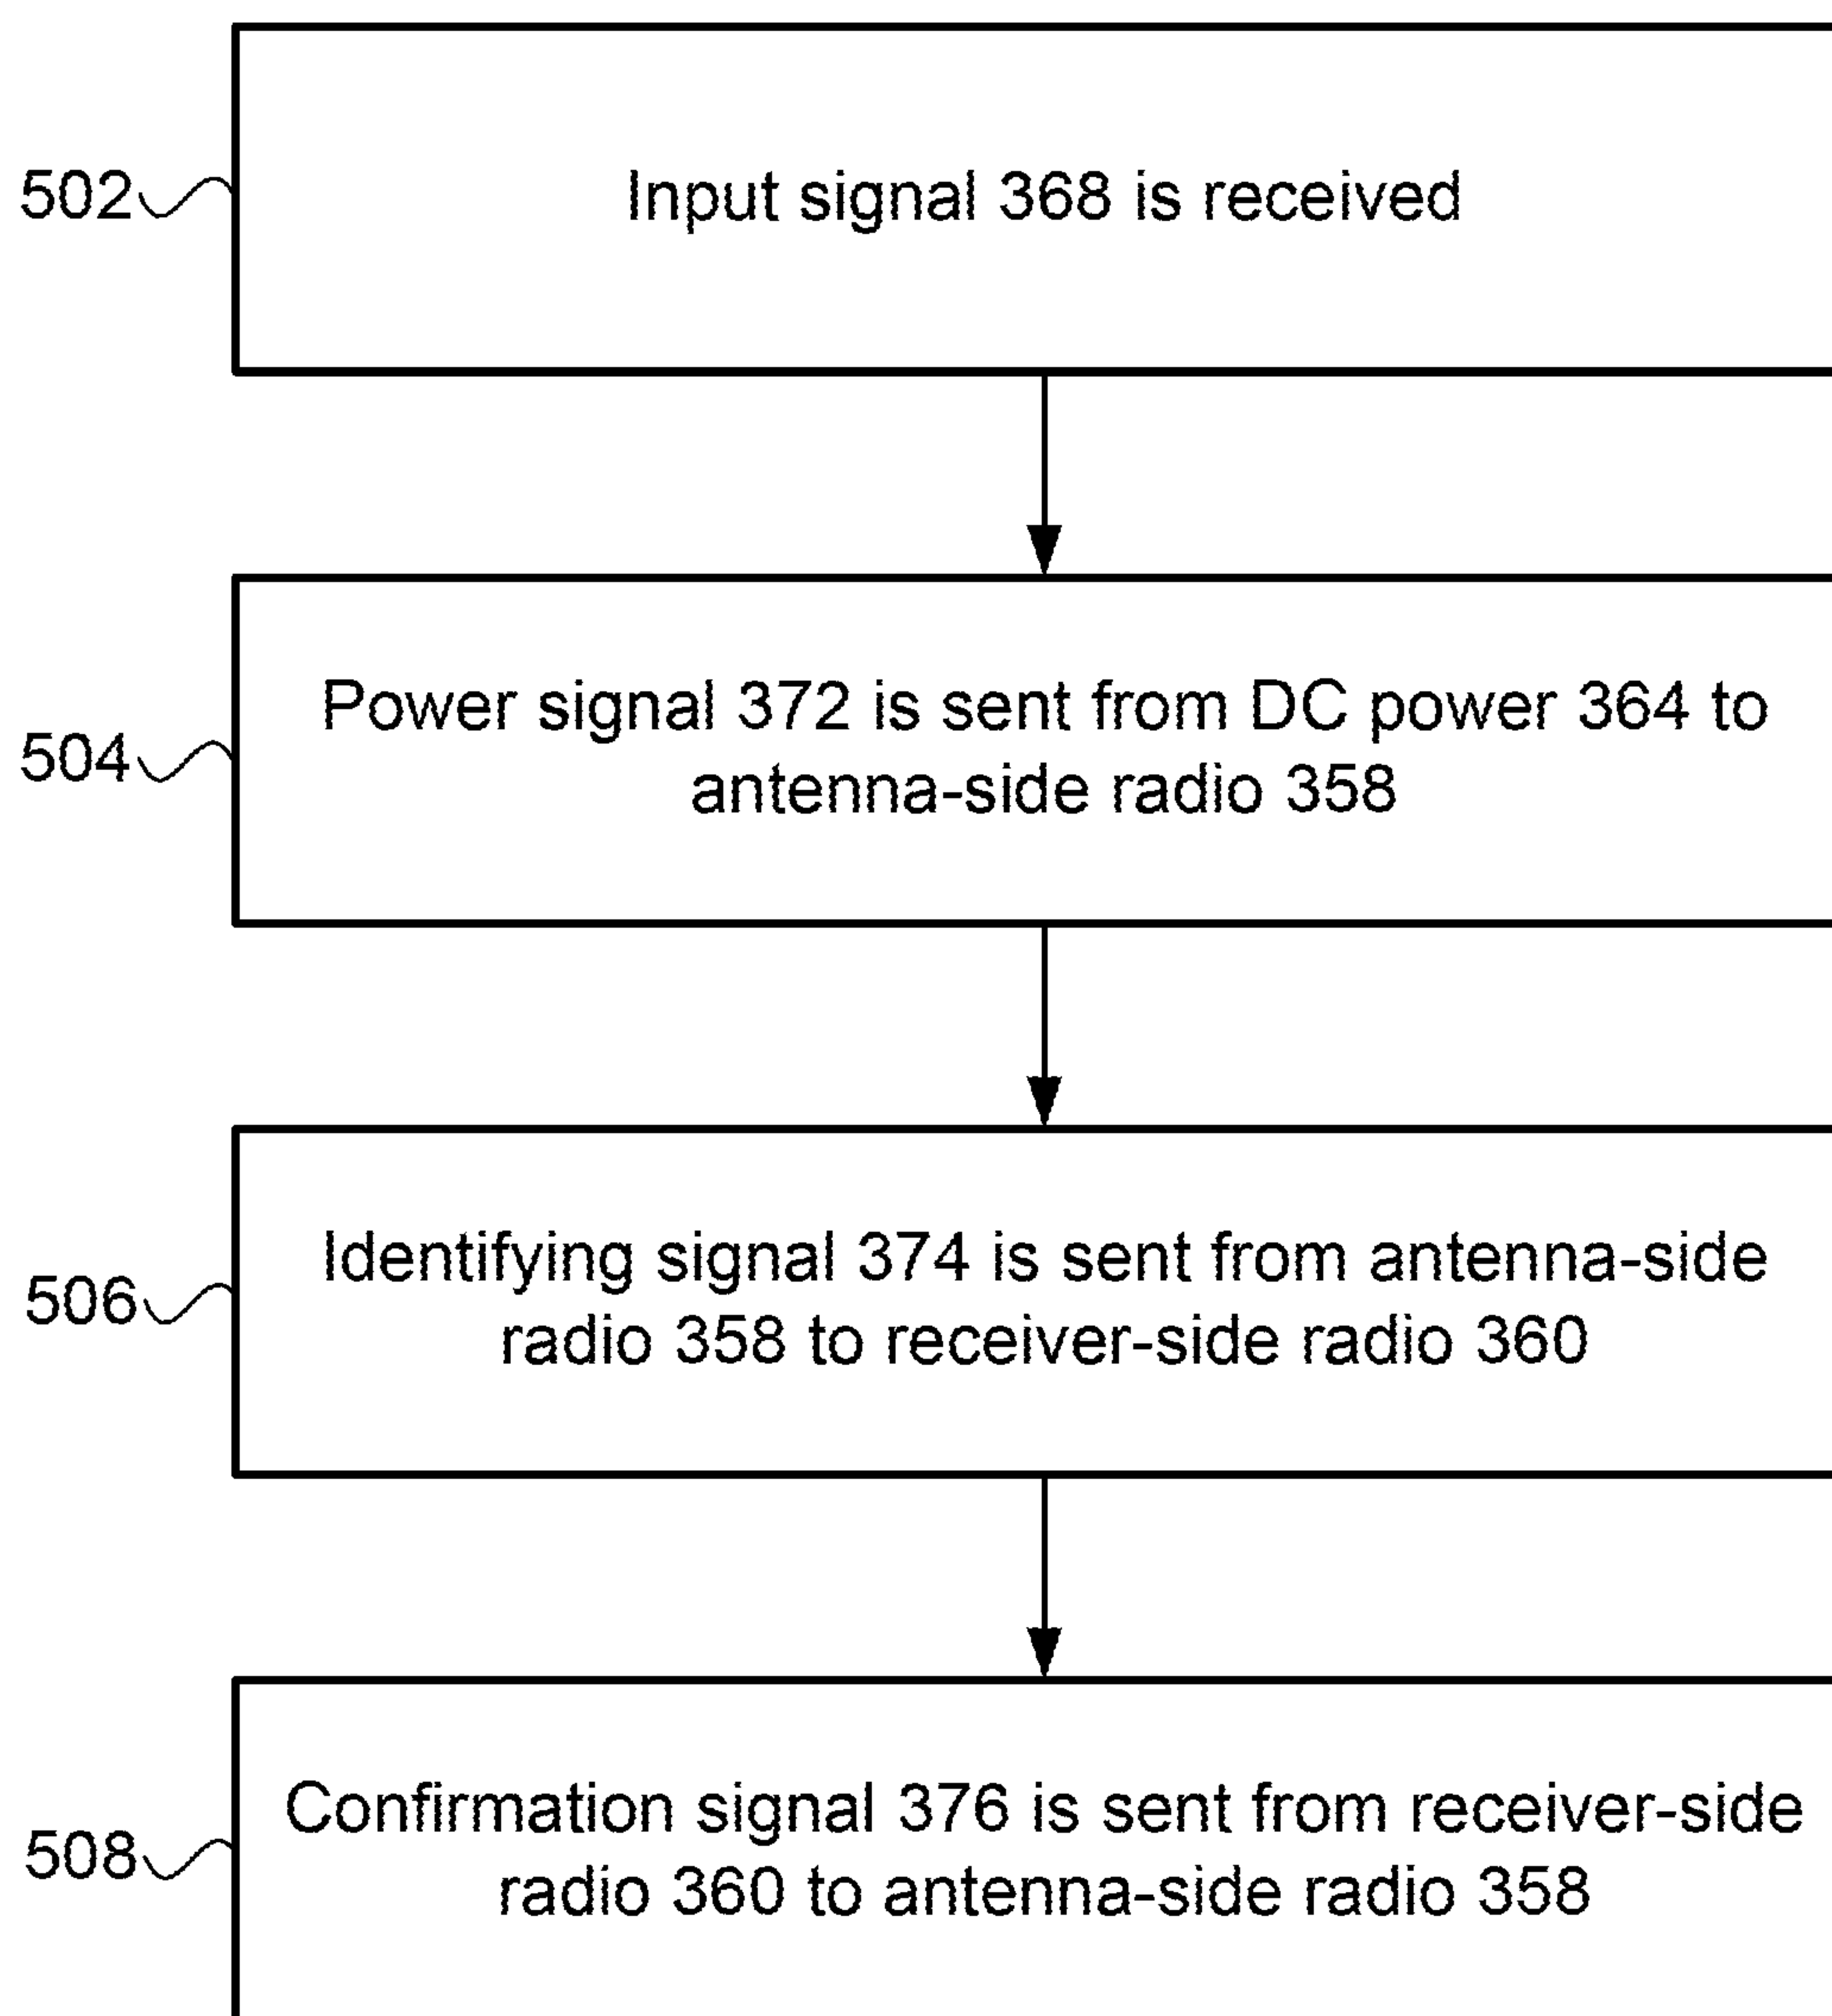 502
Input signal 368 is received
504
Power signal 372 is sent from DC power 364 to
antenna-side radio 358
506
Identifying signal 374 is sent from antenna-side
radio 358 to receiver-side radio 360
508
Confirmation signal 376 is sent from receiver-side
radio 360 to antenna-side radio 358